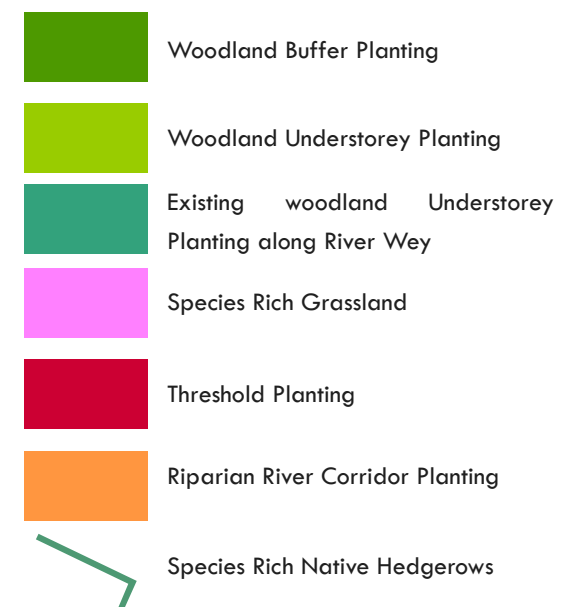 Woodland Buffer Planting
Woodland Understorey Planting
Existing woodland Understorey
Planting along River Wey
Species Rich Grassland
Threshold Planting
Riparian River Corridor Planting
Species Rich Native Hedgerows